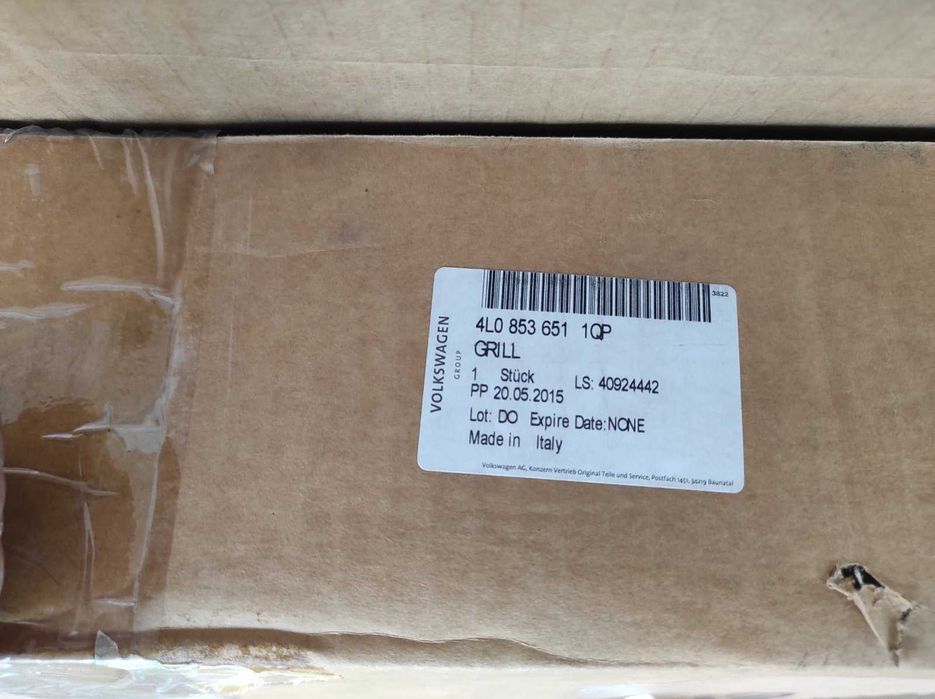 3822
VOLKSWAGEN
GROUP
4L0 853 651 1QP
GRILL
1 Stück LS: 40924442
PP 20.05.2015
Lot: DO Expire Date:NONE
Made in Italy
Volkswagen AG, Konzern Vertrieb Original Teile und Service, Postfach 1451, 34219 Baunatal